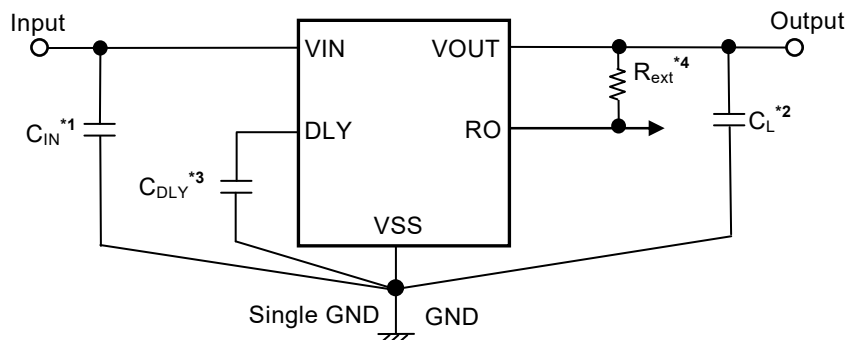 Input
Output
VIN
VOUT
Rext*4
CIN*1
DLY
RO
CL*2
CDLY*3
VSS
Single GND
GND